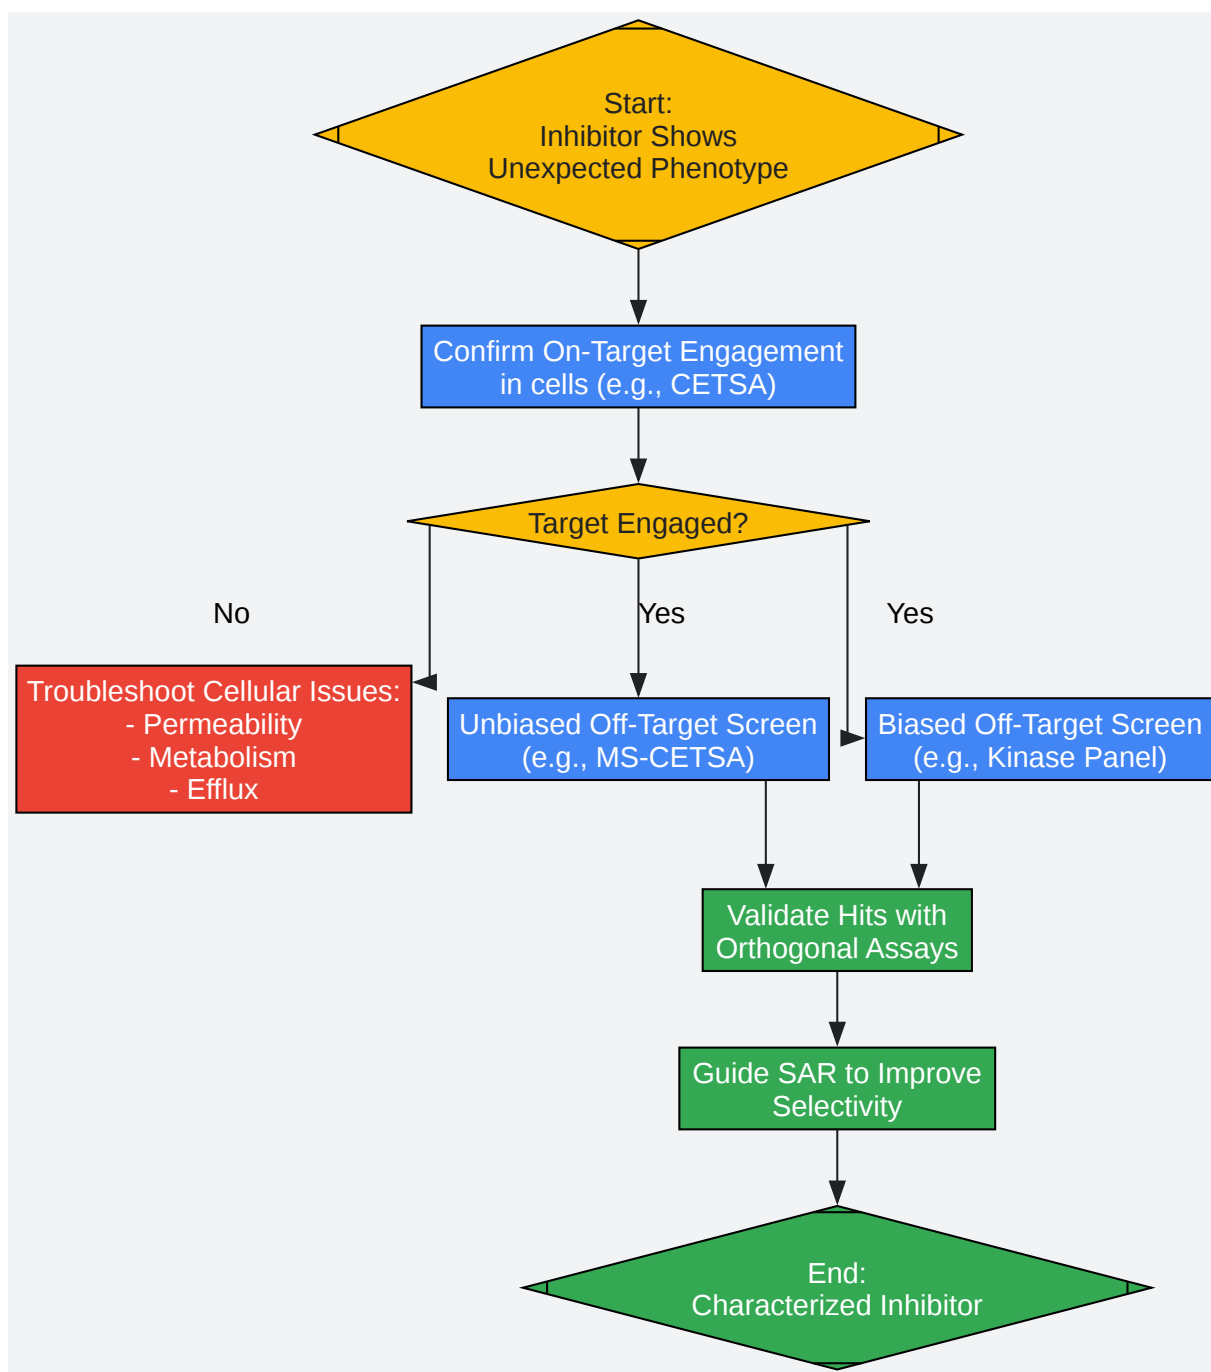 Start:
Inhibitor Shows
Unexpected Phenotype
Confirm On-Target Engagement
in cells (e.g., CETSA)
Target Engaged?
No
Yes
Yes
Troubleshoot Cellular Issues:
- Permeability
- Metabolism
- Efflux
Unbiased Off-Target Screen
(e.g., MS-CETSA)
Biased Off-Target Screen
(e.g., Kinase Panel)
Validate Hits with
Orthogonal Assays
Guide SAR to Improve
Selectivity
End:
Characterized Inhibitor